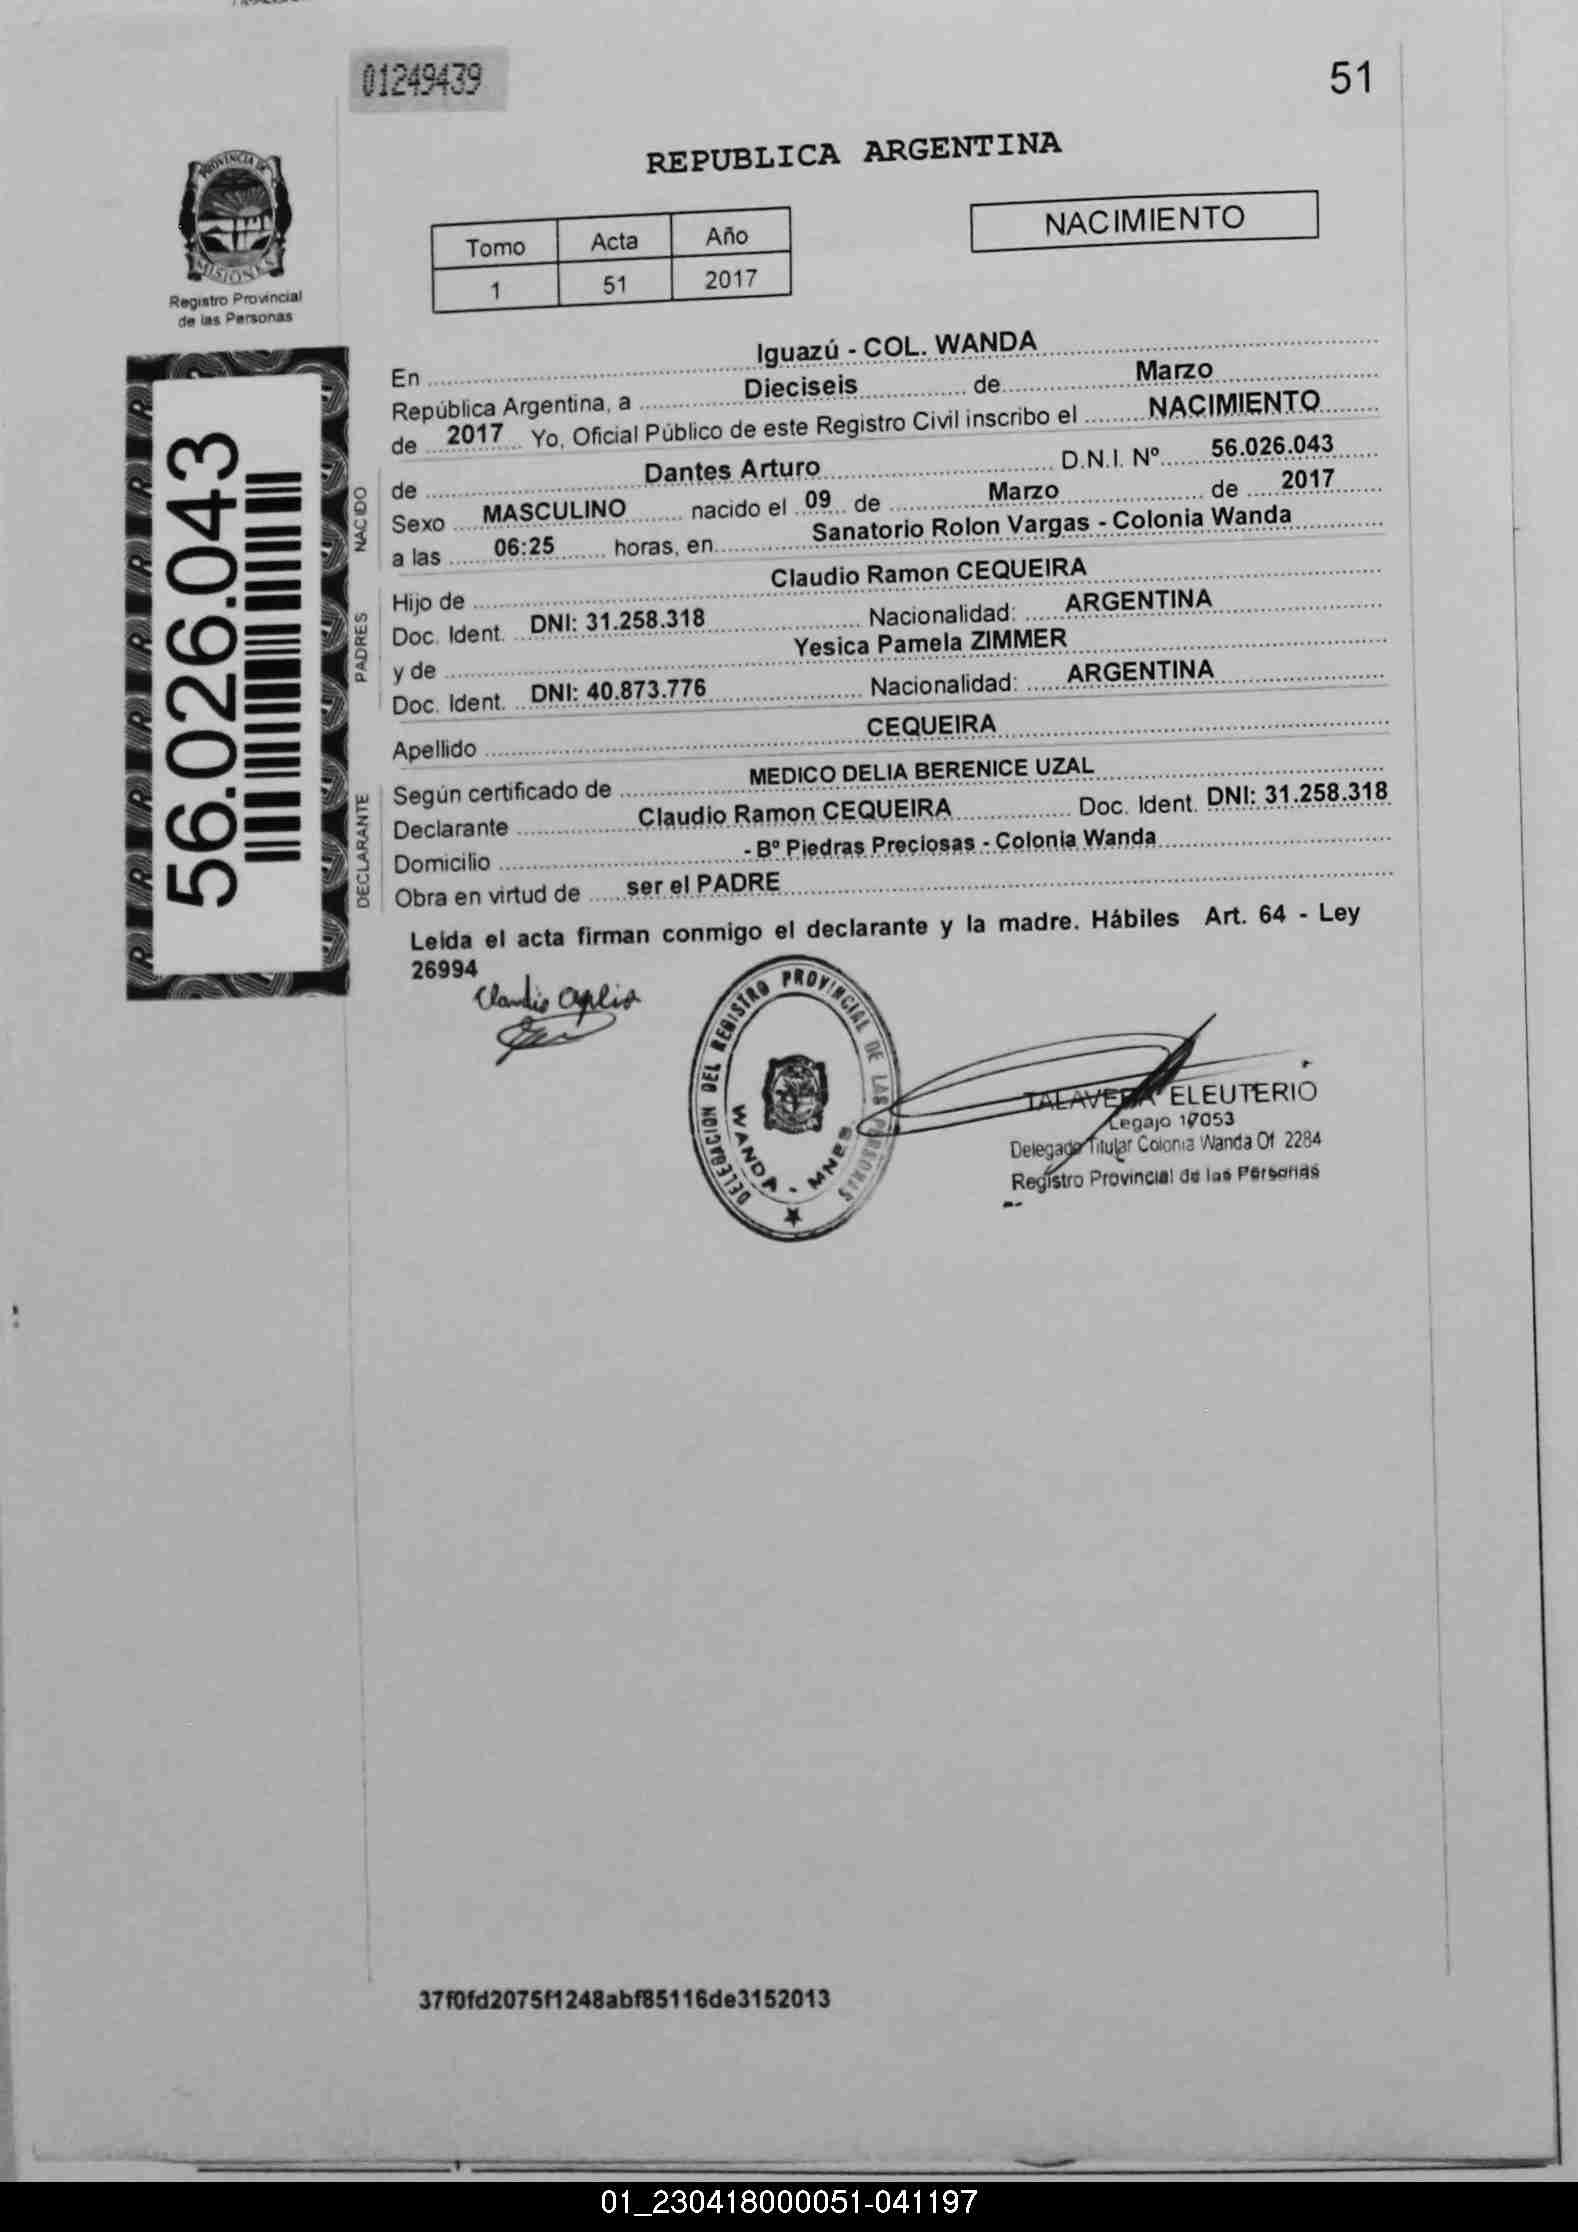 01249439
51
REPUBLICA ARGENTINA
PROVINCIA DE
MISIONES
Registro Provincial
de las Personas
NACIMIENTO
Tomo Acta Año
1 51 2017
56.026.043
En Iguazú - COL. WANDA
República Argentina, a Dieciseis de Marzo
de 2017 Yo, Oficial Público de este Registro Civil inscribo el NACIMIENTO
NACIDO
de Dantes Arturo D.N.I. Nº 56.026.043
Sexo MASCULINO nacido el 09 de Marzo de 2017
a las 06:25 horas, en Sanatorio Rolon Vargas - Colonia Wanda
PADRES
Hijo de Claudio Ramon CEQUEIRA
Doc. Ident. DNI: 31.258.318 Nacionalidad: ARGENTINA
y de Yesica Pamela ZIMMER
Doc. Ident. DNI: 40.873.776 Nacionalidad: ARGENTINA
Apellido CEQUEIRA
DECLARANTE
Según certificado de MEDICO DELIA BERENICE UZAL
Declarante Claudio Ramon CEQUEIRA Doc. Ident. DNI: 31.258.318
Domicilio - Bº Piedras Preciosas - Colonia Wanda
Obra en virtud de ser el PADRE
Leida el acta firman conmigo el declarante y la madre. Hábiles Art. 64 - Ley
26994
Claudio
DELEGACION DEL REGISTRO PROVINCIAL DE LAS PERSONAS
WANDA - MNES
TALAVERA ELEUTERIO
Legajo 17053
Delegado Titular Colonia Wanda Of 2284
Registro Provincial de las Personas
37f0fd2075f1248abf85116de3152013
01_230418000051-041197